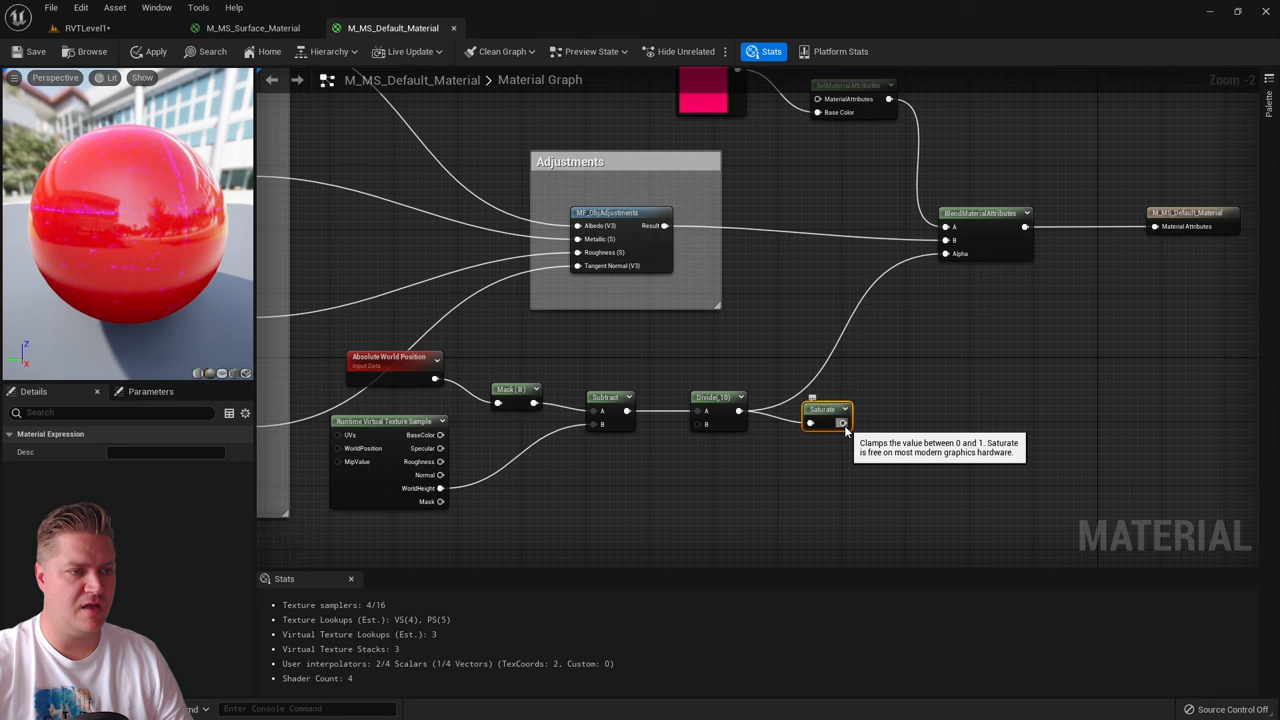 File Edit Asset Window Tools Help
RVTLevel1* M_MS_Surface_Material M_MS_Default_Material
Save Browse Apply Search Home Hierarchy Live Update Clean Graph Preview State Hide Unrelated Stats Platform Stats
Perspective Lit Show
M_MS_Default_Material > Material Graph
Zoom -2
Palette
SetMaterialAttributes
MaterialAttributes
Base Color
Adjustments
MF_ObjAdjustments
Albedo (V3) Result
Metallic (S)
Roughness (S)
Tangent Normal (V3)
BlendMaterialAttributes
A
B
Alpha
M_MS_Default_Material
Material Attributes
Absolute World Position
Input Data
Mask ( B )
Subtract
A
B
Divide(,10)
A
B
Saturate
Clamps the value between 0 and 1. Saturate
is free on most modern graphics hardware.
Runtime Virtual Texture Sample
UVs BaseColor
WorldPosition Specular
MipValue Roughness
Normal
WorldHeight
Mask
Z
X
Details Parameters
Search
Material Expression
Desc
MATERIAL
Stats
Texture samplers: 4/16
Texture Lookups (Est.): VS(4), PS(5)
Virtual Texture Lookups (Est.): 3
Virtual Texture Stacks: 3
User interpolators: 2/4 Scalars (1/4 Vectors) (TexCoords: 2, Custom: 0)
Shader Count: 4
Enter Console Command
Source Control Off